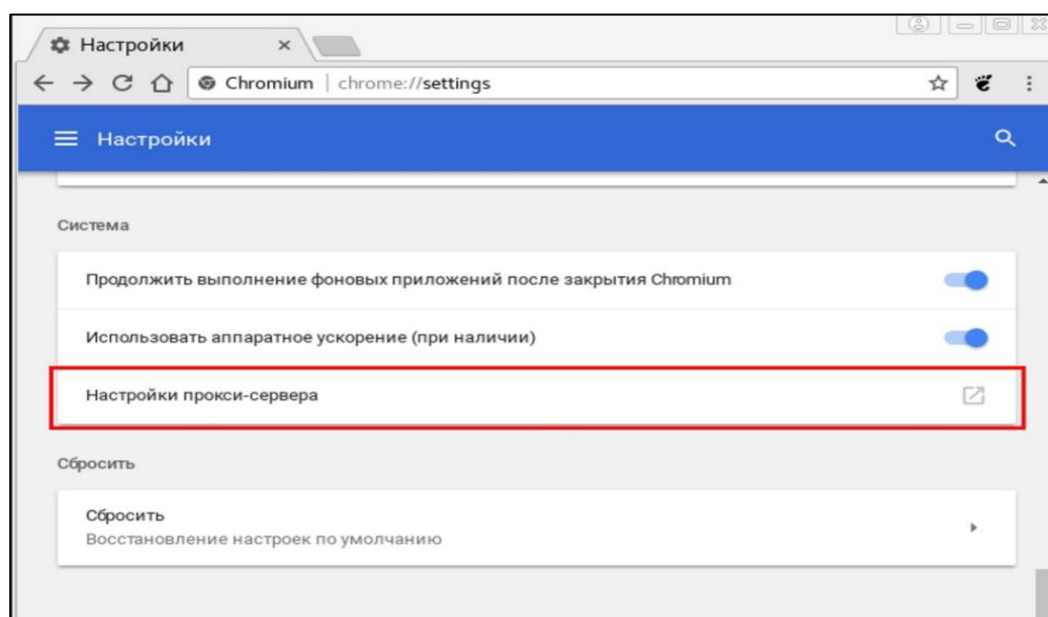 Настройки
Chromium | chrome://settings
Настройки
Система
Продолжить выполнение фоновых приложений после закрытия Chromium
Использовать аппаратное ускорение (при наличии)
Настройки прокси-сервера
Сбросить
Сбросить
Восстановление настроек по умолчанию